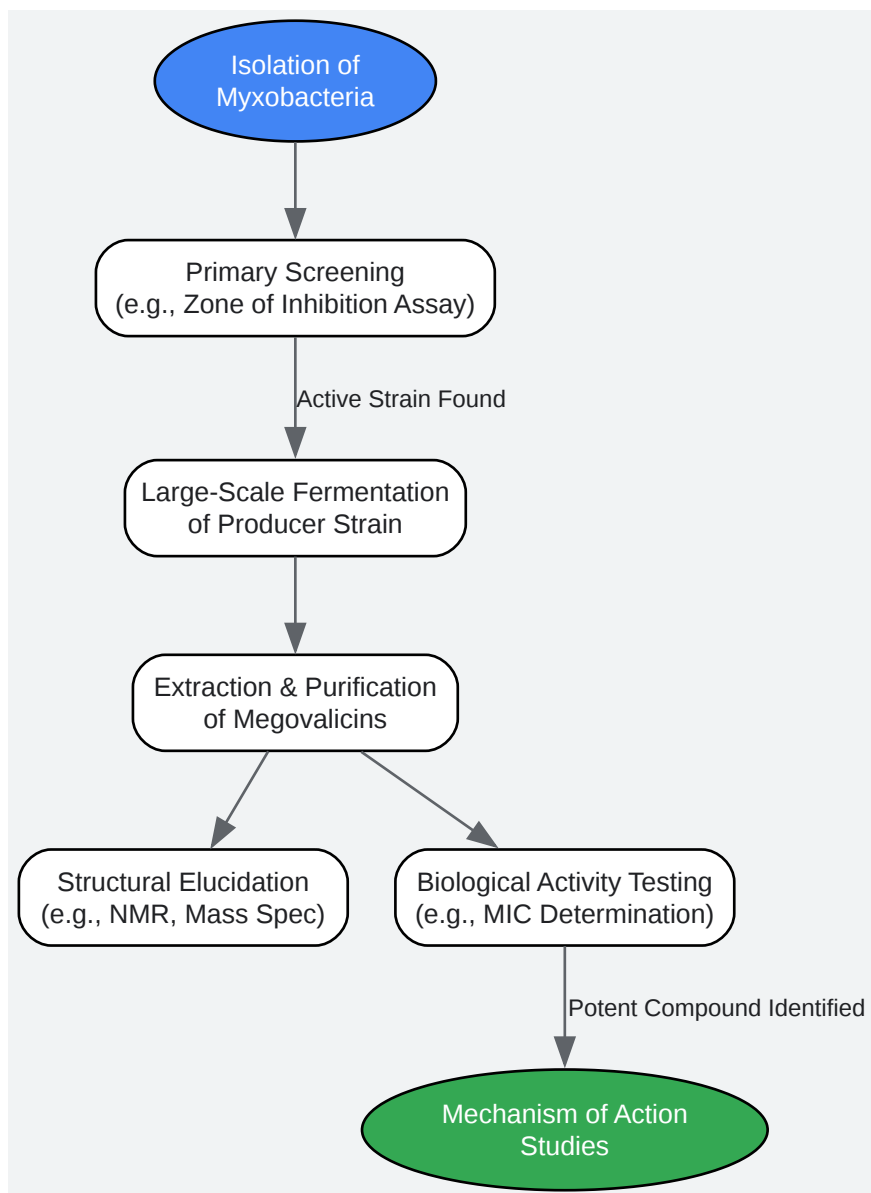 Isolation of
Myxobacteria
Primary Screening
(e.g., Zone of Inhibition Assay)
Active Strain Found
Large-Scale Fermentation
of Producer Strain
Extraction & Purification
of Megovalicins
Structural Elucidation
(e.g., NMR, Mass Spec)
Biological Activity Testing
(e.g., MIC Determination)
Potent Compound Identified
Mechanism of Action
Studies